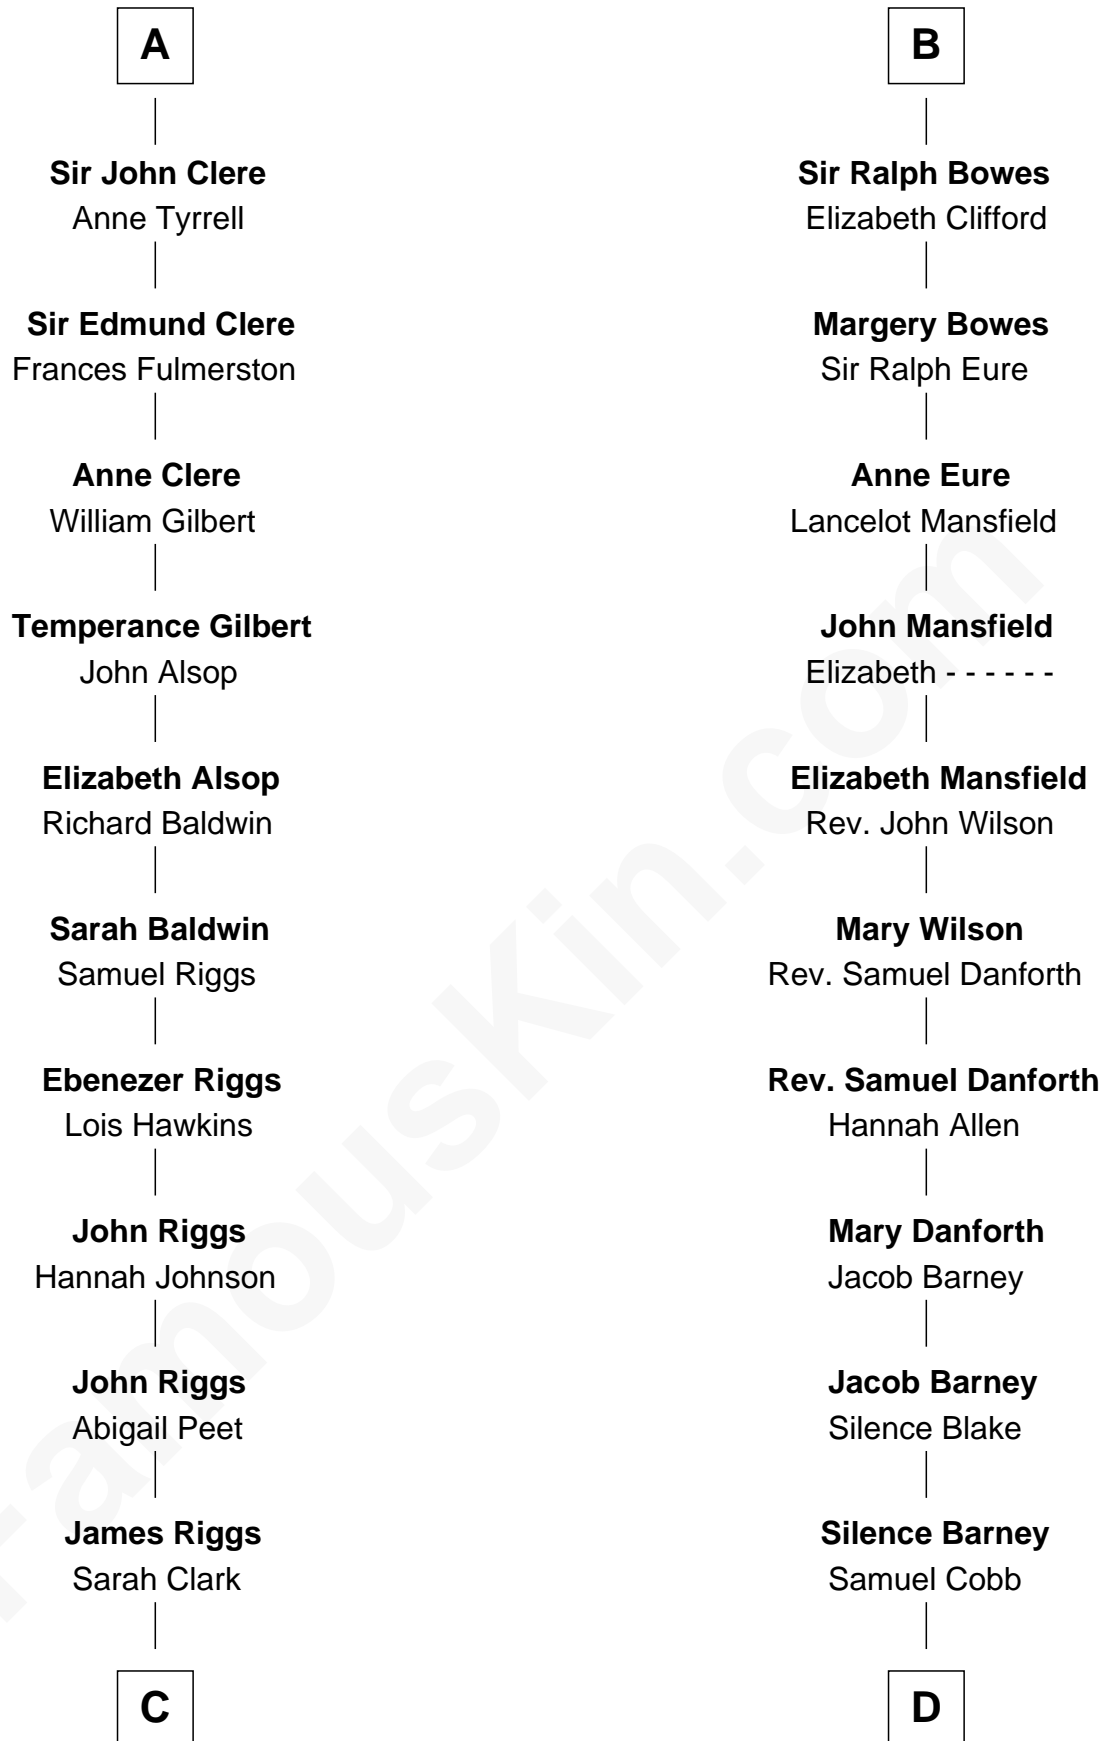 A
Sir John Clere
Anne Tyrrell
Sir Edmund Clere
Frances Fulmerston
Anne Clere
William Gilbert
Temperance Gilbert
John Alsop
Elizabeth Alsop
Richard Baldwin
Sarah Baldwin
Samuel Riggs
Ebenezer Riggs
Lois Hawkins
John Riggs
Hannah Johnson
John Riggs
Abigail Peet
James Riggs
Sarah Clark
C
B
Sir Ralph Bowes
Elizabeth Clifford
Margery Bowes
Sir Ralph Eure
Anne Eure
Lancelot Mansfield
John Mansfield
Elizabeth - - - - - -
Elizabeth Mansfield
Rev. John Wilson
Mary Wilson
Rev. Samuel Danforth
Rev. Samuel Danforth
Hannah Allen
Mary Danforth
Jacob Barney
Jacob Barney
Silence Blake
Silence Barney
Samuel Cobb
D
FamousKin.com